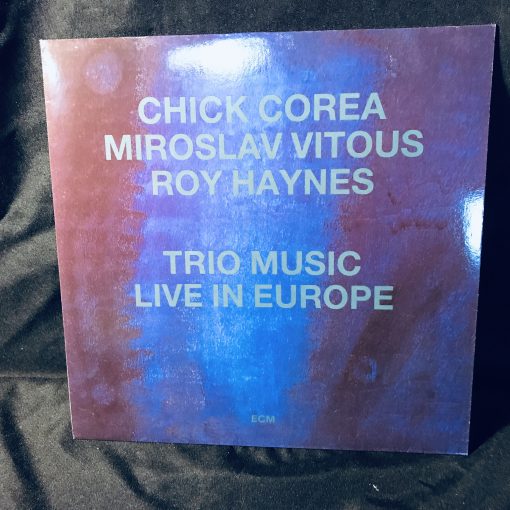 CHICK COREA
MIROSLAV VITOUS
ROY HAYNES
TRIO MUSIC
LIVE IN EUROPE
ECM